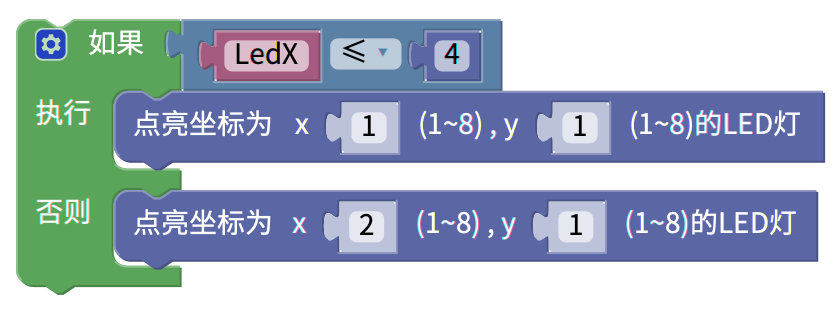 如果 LedX ≤ 4
执行 点亮坐标为 x 1 (1~8) , y 1 (1~8)的LED灯
否则 点亮坐标为 x 2 (1~8) , y 1 (1~8)的LED灯